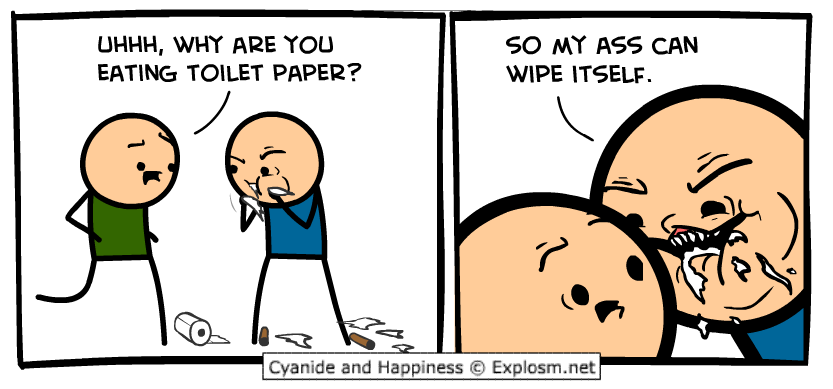 UHHH, WHY ARE YOU
EATING TOILET PAPER?
SO MY ASS CAN
WIPE ITSELF.
Cyanide and Happiness © Explosm.net